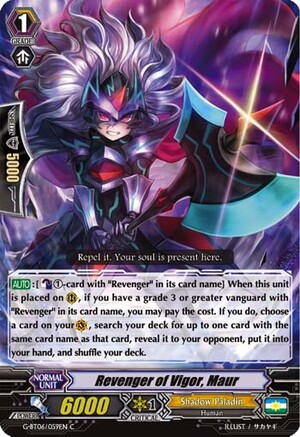 1
GRADE
SHIELD
5000
Repel it. Your soul is present here.
AUTO : [ ①-card with "Revenger" in its card name] When this
unit is placed on , if you have a grade 3 or greater vanguard with
"Revenger" in its card name, you may pay the cost. If you do, choose
a card on your , search your deck for up to one card with the
same card name as that card, reveal it to your opponent, put it into
your hand, and shuffle your deck.
NORMAL
UNIT
Revenger of Vigor, Maur
POWER
6000
1
CRITICAL
Shadow Paladin
Human
G-BT06/059EN C
ILLUST / サカヤキ